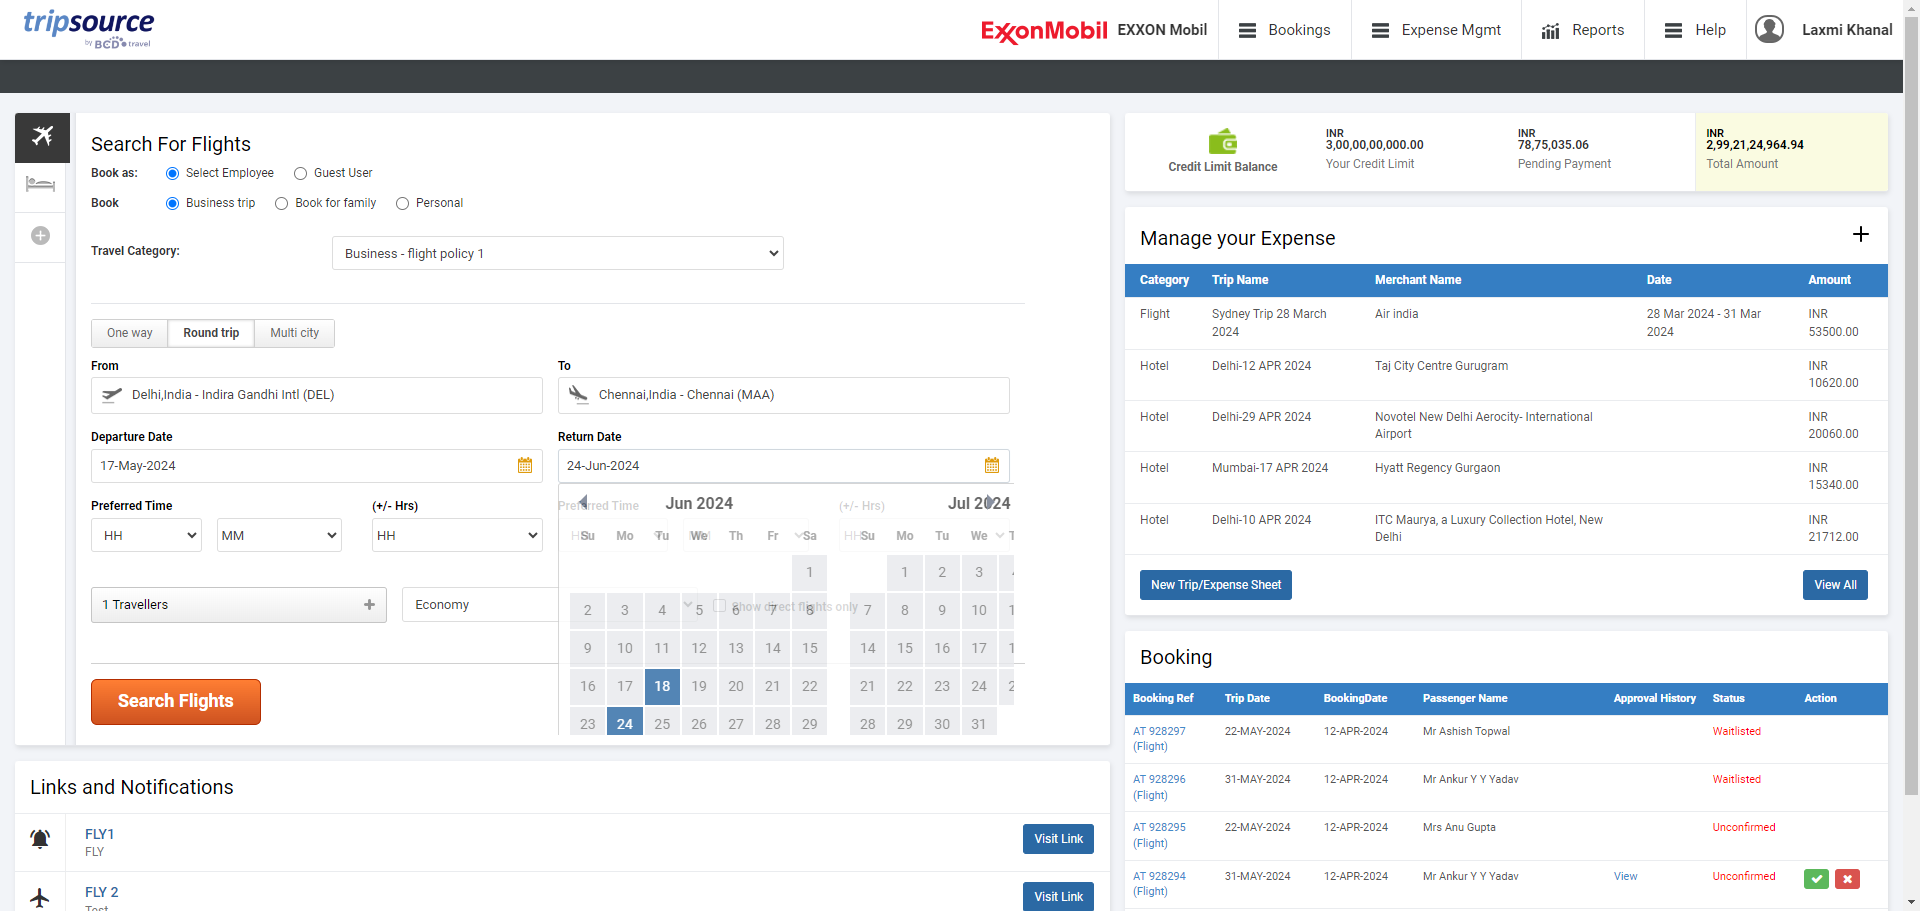 tripsource
by BCD travel
ExxonMobil EXXON Mobil
Bookings
Expense Mgmt
Reports
Help
Laxmi Khanal
Search For Flights
Book as: Select Employee Guest User
Book Business trip Book for family Personal
Travel Category: Business - flight policy 1
One way Round trip Multi city
From
Delhi,India - Indira Gandhi Intl (DEL)
To
Chennai,India - Chennai (MAA)
Departure Date
17-May-2024
Return Date
24-Jun-2024
Preferred Time (+/- Hrs)
HH MM HH
Preferred Time (+/- Hrs)
Jun 2024
Su Mo Tu We Th Fr Sa
1
2 3 4 5 6 7 8
9 10 11 12 13 14 15
16 17 18 19 20 21 22
23 24 25 26 27 28 29
Jul 2024
Su Mo Tu We
1 2 3
7 8 9 10
14 15 16 17
21 22 23 24
28 29 30 31
1 Travellers +
Economy
Show direct flights only
Search Flights
Links and Notifications
FLY1
FLY
Visit Link
FLY 2
Visit Link
Credit Limit Balance
INR
3,00,00,00,000.00
Your Credit Limit
INR
78,75,035.06
Pending Payment
INR
2,99,21,24,964.94
Total Amount
Manage your Expense
Category Trip Name Merchant Name Date Amount
Flight Sydney Trip 28 March 2024 Air india 28 Mar 2024 - 31 Mar 2024 INR 53500.00
Hotel Delhi-12 APR 2024 Taj City Centre Gurugram INR 10620.00
Hotel Delhi-29 APR 2024 Novotel New Delhi Aerocity- International Airport INR 20060.00
Hotel Mumbai-17 APR 2024 Hyatt Regency Gurgaon INR 15340.00
Hotel Delhi-10 APR 2024 ITC Maurya, a Luxury Collection Hotel, New Delhi INR 21712.00
New Trip/Expense Sheet
View All
Booking
Booking Ref Trip Date BookingDate Passenger Name Approval History Status Action
AT 928297 (Flight) 22-MAY-2024 12-APR-2024 Mr Ashish Topwal Waitlisted
AT 928296 (Flight) 31-MAY-2024 12-APR-2024 Mr Ankur Y Y Yadav Waitlisted
AT 928295 (Flight) 22-MAY-2024 12-APR-2024 Mrs Anu Gupta Unconfirmed
AT 928294 (Flight) 31-MAY-2024 12-APR-2024 Mr Ankur Y Y Yadav View Unconfirmed